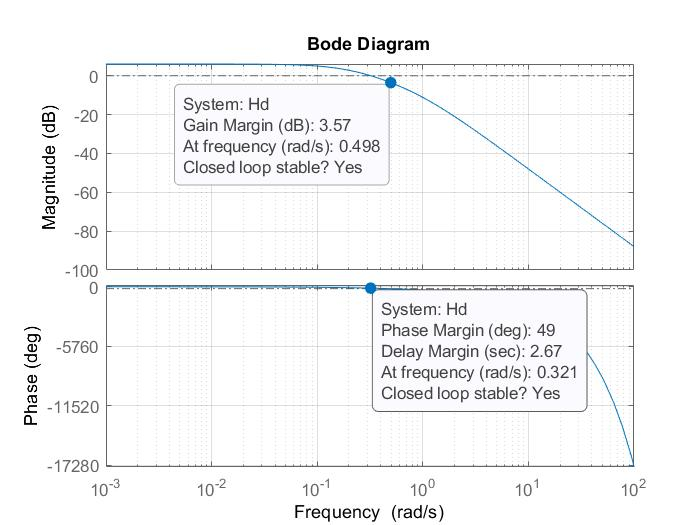 Bode Diagram
Magnitude (dB)
0
-20
-40
-60
-80
-100
System: Hd
Gain Margin (dB): 3.57
At frequency (rad/s): 0.498
Closed loop stable? Yes
Phase (deg)
0
-5760
-11520
-17280
System: Hd
Phase Margin (deg): 49
Delay Margin (sec): 2.67
At frequency (rad/s): 0.321
Closed loop stable? Yes
10⁻³ 10⁻² 10⁻¹ 10⁰ 10¹ 10²
Frequency (rad/s)